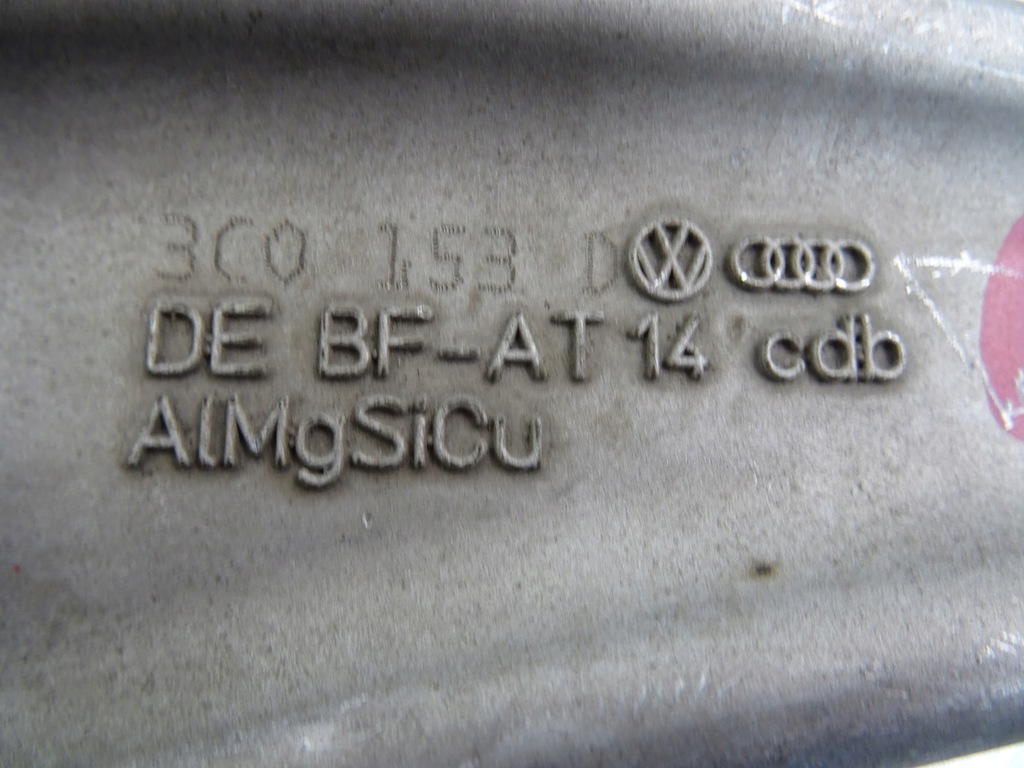 3C0 153 D
DE BF-AT 14 cdb
AlMgSiCu